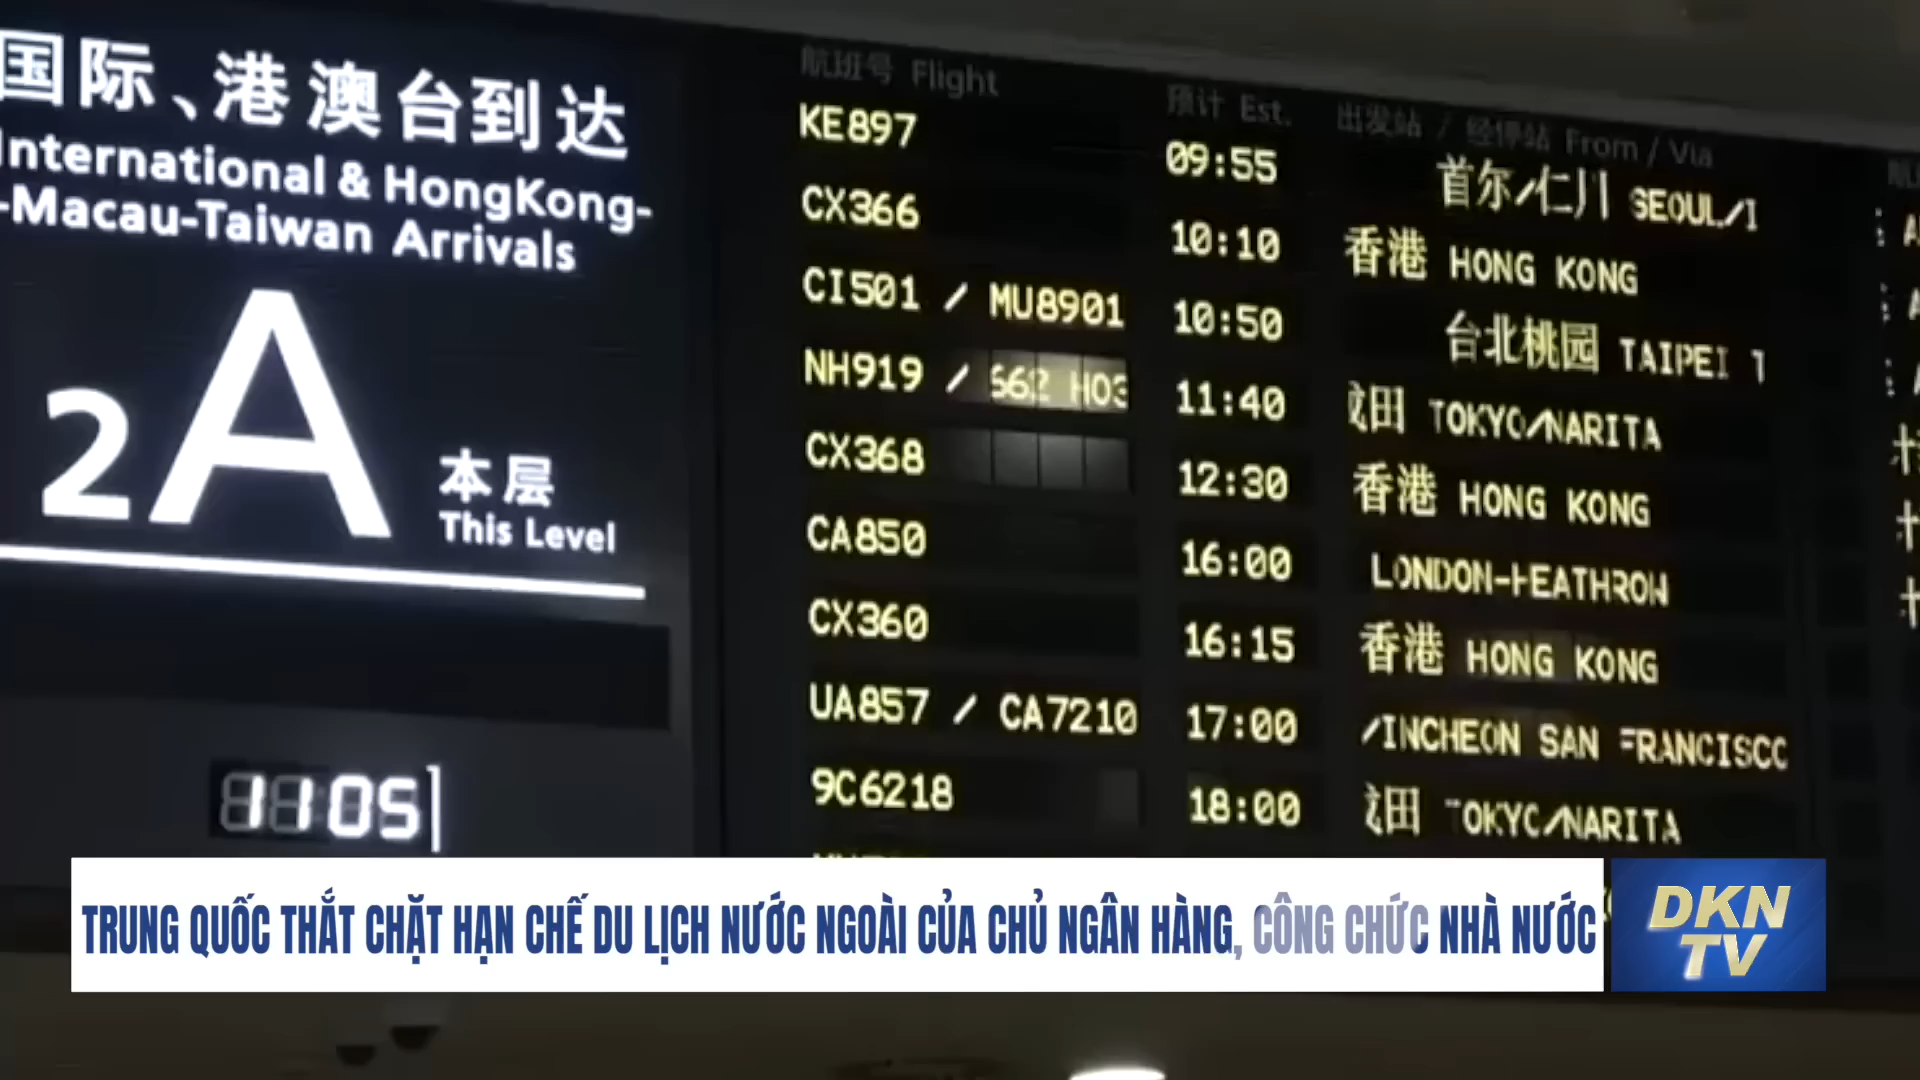 国际、港澳台到达
International & HongKong-
-Macau-Taiwan Arrivals
2A 本层
This Level
1105
航班号 Flight 预计 Est. 出发站 / 经停站 From / Via
KE897 09:55 首尔/仁川 SEOUL/I
CX366 10:10 香港 HONG KONG
CI501 / MU8901 10:50 台北桃园 TAIPEI
NH919 / 11:40 田 TOKYO/NARITA
CX368 12:30 香港 HONG KONG
CA850 16:00 LONDON-HEATHROW
CX360 16:15 香港 HONG KONG
UA857 / CA7210 17:00 /INCHEON SAN FRANCISCO
9C6218 18:00 田 TOKYO/NARITA
TRUNG QUỐC THẮT CHẶT HẠN CHẾ DU LỊCH NƯỚC NGOÀI CỦA CHỦ NGÂN HÀNG, CÔNG CHỨC NHÀ NƯỚC
DKN
TV